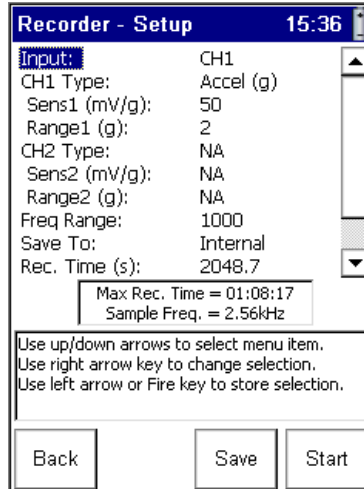 Recorder - Setup 15:36
Input: CH1
CH1 Type: Accel (g)
Sens1 (mV/g): 50
Range1 (g): 2
CH2 Type: NA
Sens2 (mV/g): NA
Range2 (g): NA
Freq Range: 1000
Save To: Internal
Rec. Time (s): 2048.7
Max Rec. Time = 01:08:17
Sample Freq. = 2.56kHz
Use up/down arrows to select menu item.
Use right arrow key to change selection.
Use left arrow or Fire key to store selection.
Back Save Start